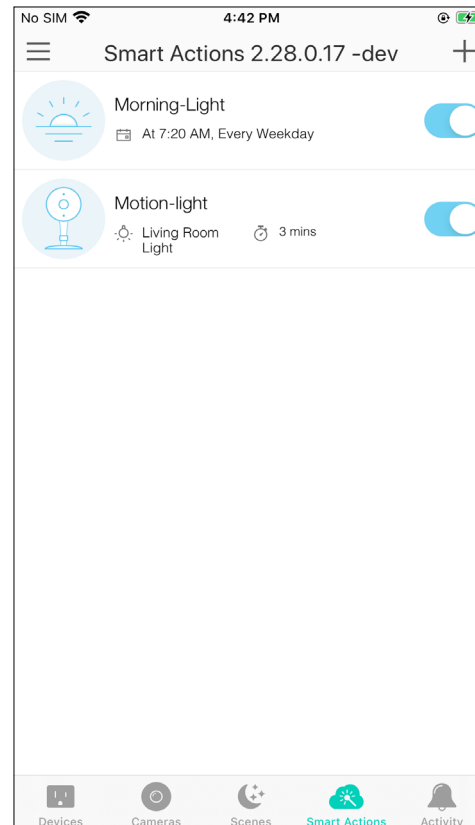 No SIM 4:42 PM
Smart Actions 2.28.0.17 -dev
Morning-Light
At 7:20 AM, Every Weekday
Motion-light
Living Room 3 mins
Light
Devices Cameras Scenes Smart Actions Activity